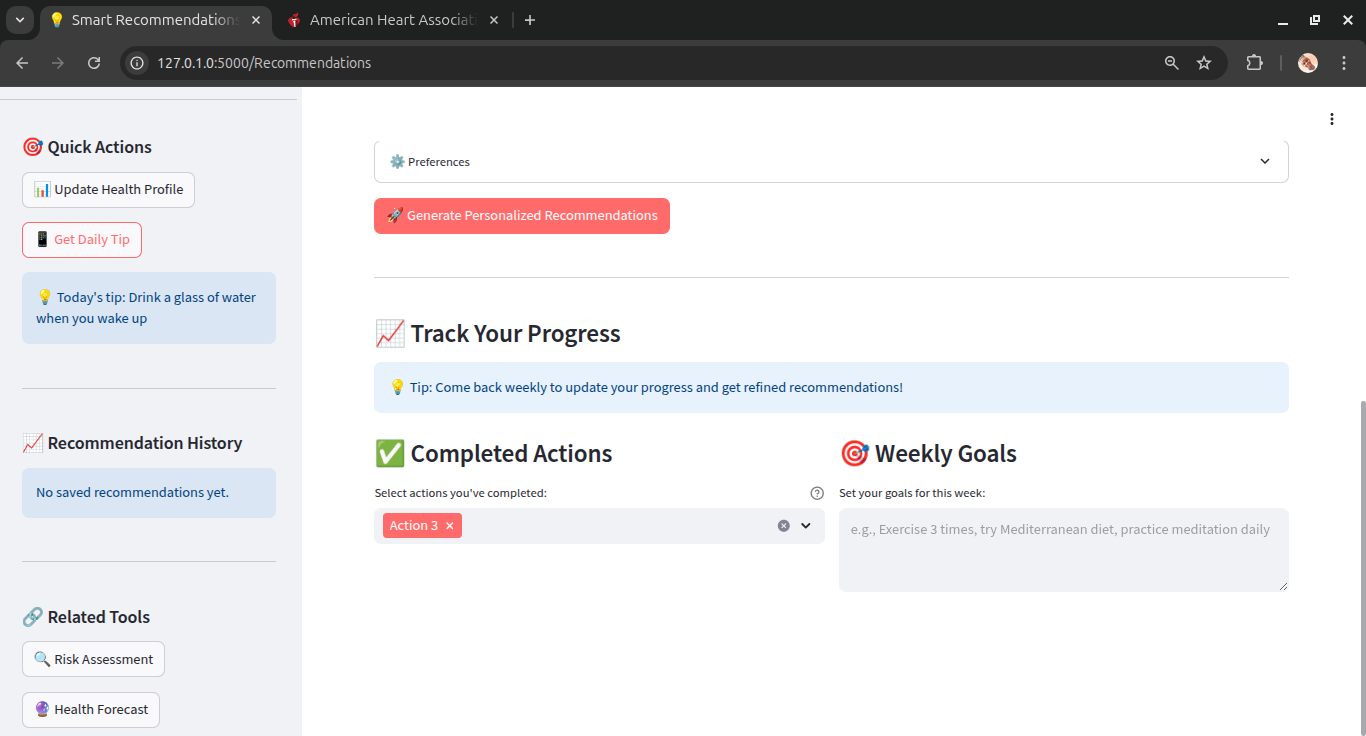 Smart Recommendations
American Heart Associat
127.0.1.0:5000/Recommendations
Quick Actions
Update Health Profile
Get Daily Tip
Today's tip: Drink a glass of water
when you wake up
Recommendation History
No saved recommendations yet.
Related Tools
Risk Assessment
Health Forecast
Preferences
Generate Personalized Recommendations
Track Your Progress
Tip: Come back weekly to update your progress and get refined recommendations!
Completed Actions
Select actions you've completed:
Action 3
Weekly Goals
Set your goals for this week:
e.g., Exercise 3 times, try Mediterranean diet, practice meditation daily